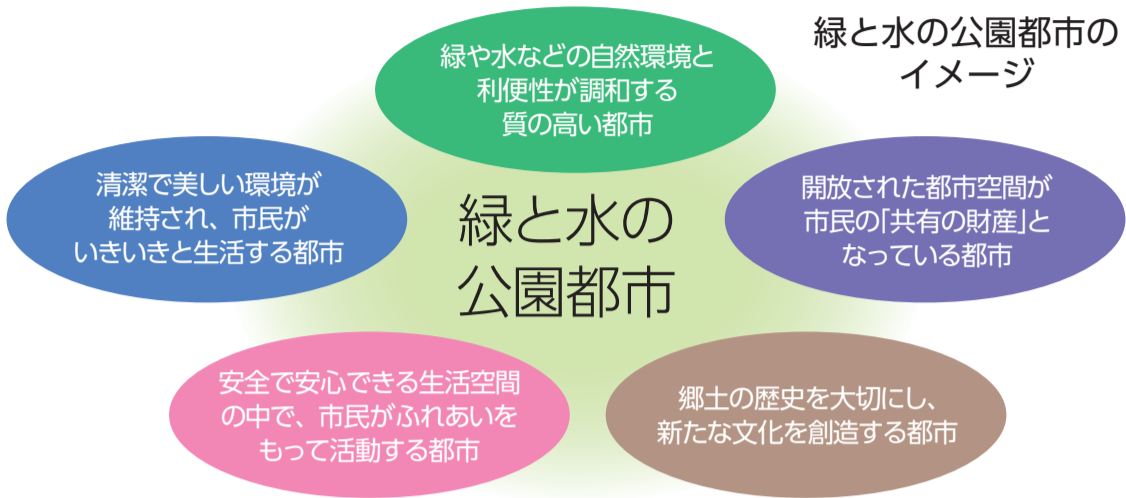 緑と水の公園都市の
イメージ
緑や水などの自然環境と
利便性が調和する
質の高い都市
清潔で美しい環境が
維持され、市民が
いきいきと生活する都市
緑と水の
公園都市
開放された都市空間が
市民の「共有の財産」と
なっている都市
安全で安心できる生活空間
の中で、市民がふれあいを
もって活動する都市
郷土の歴史を大切にし、
新たな文化を創造する都市